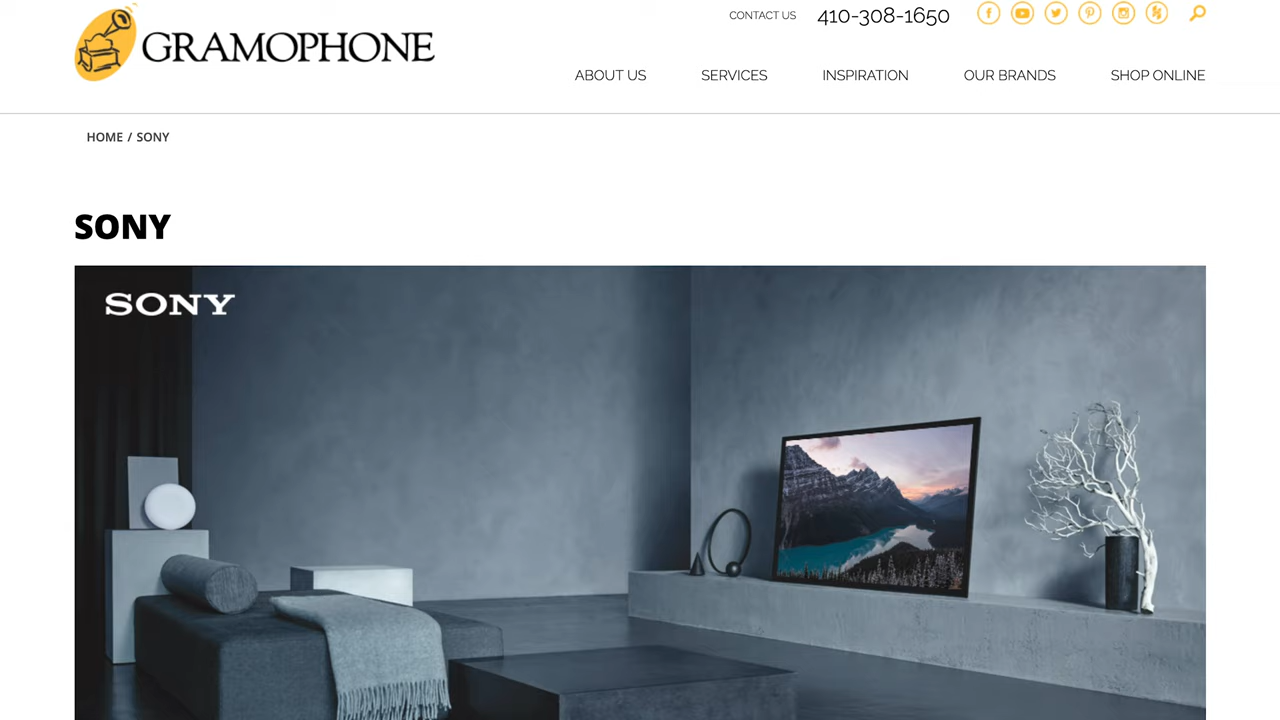 CONTACT US 410-308-1650
GRAMOPHONE
ABOUT US SERVICES INSPIRATION OUR BRANDS SHOP ONLINE
HOME / SONY
SONY
SONY